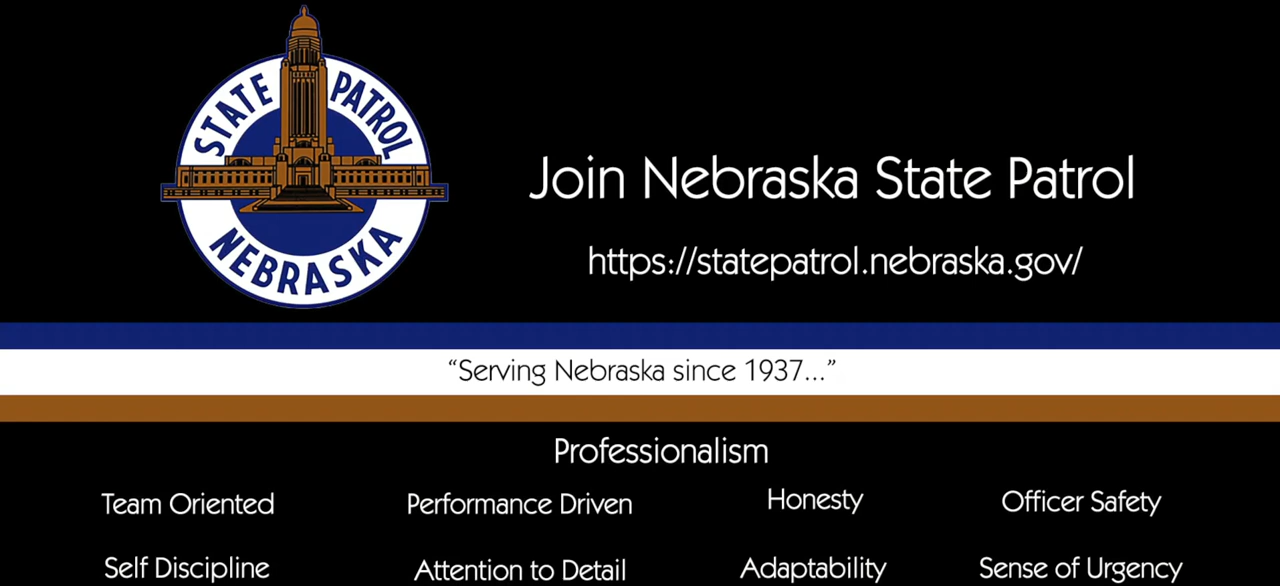 STATE PATROL
NEBRASKA
Join Nebraska State Patrol
https://statepatrol.nebraska.gov/
“Serving Nebraska since 1937...”
Professionalism
Team Oriented Performance Driven Honesty Officer Safety
Self Discipline Attention to Detail Adaptability Sense of Urgency